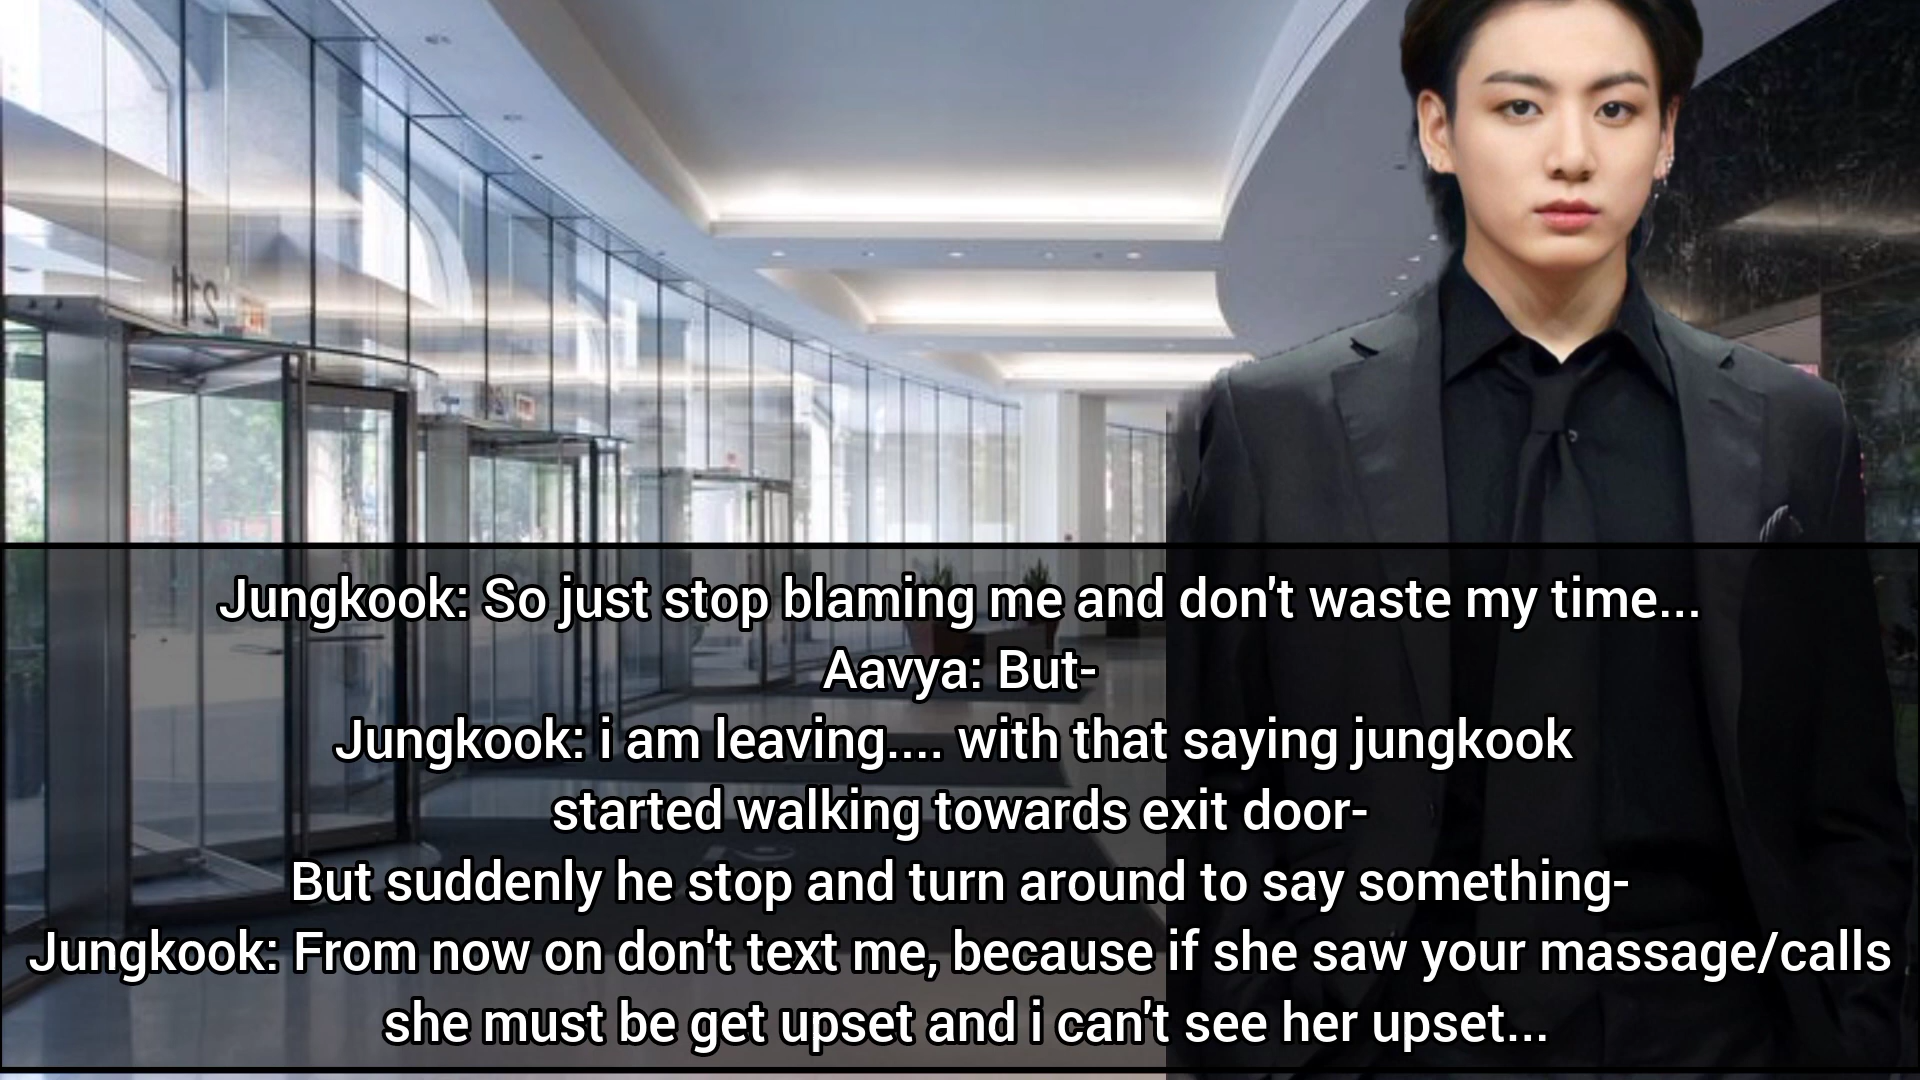 Jungkook: So just stop blaming me and don't waste my time...
Aavya: But-
Jungkook: i am leaving.... with that saying jungkook
started walking towards exit door-
But suddenly he stop and turn around to say something-
Jungkook: From now on don't text me, because if she saw your massage/calls
she must be get upset and i can't see her upset...